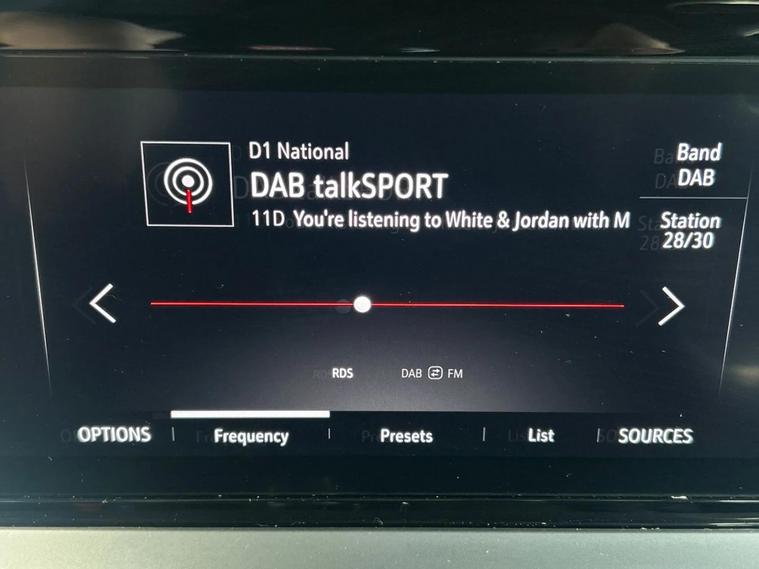 D1 National
DAB talkSPORT
11D You're listening to White & Jordan with M
Band
DAB
Station
28/30
RDS
DAB FM
OPTIONS Frequency Presets List SOURCES